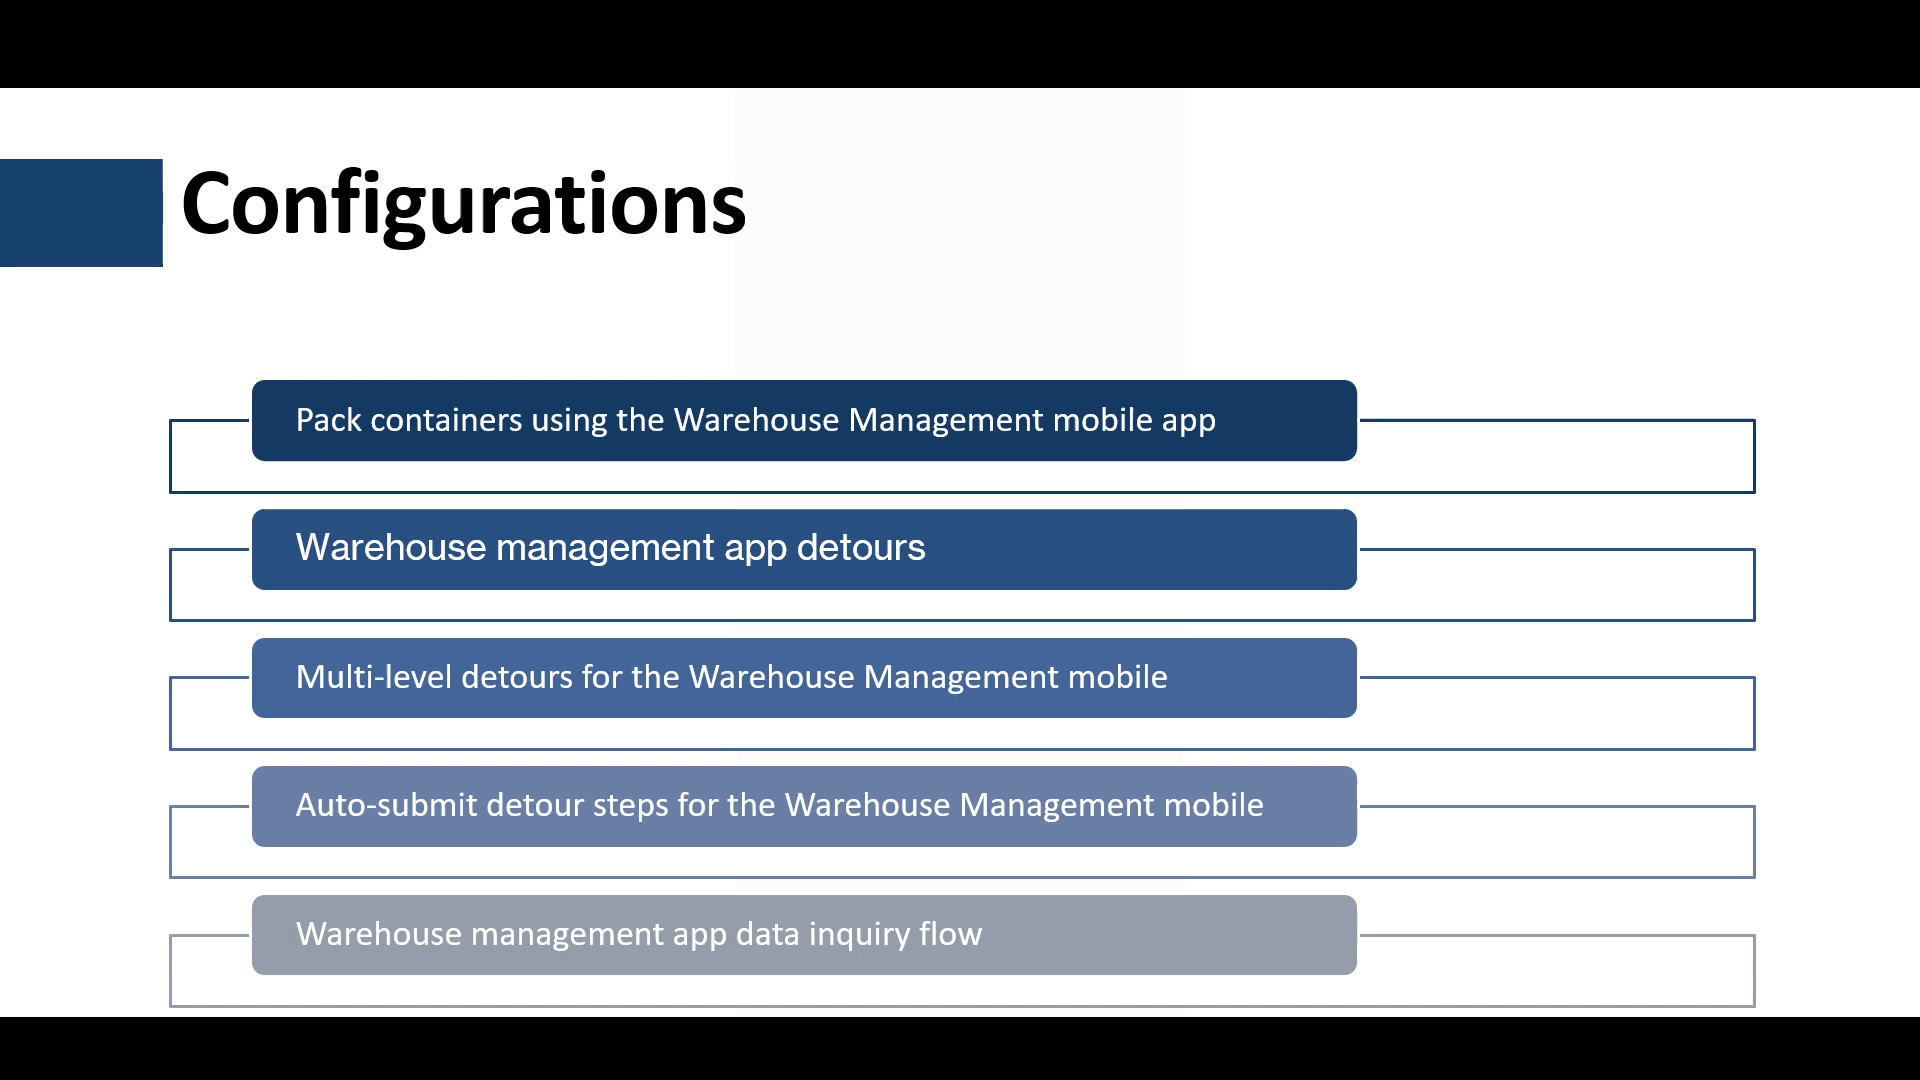 Configurations
Pack containers using the Warehouse Management mobile app
Warehouse management app detours
Multi-level detours for the Warehouse Management mobile
Auto-submit detour steps for the Warehouse Management mobile
Warehouse management app data inquiry flow